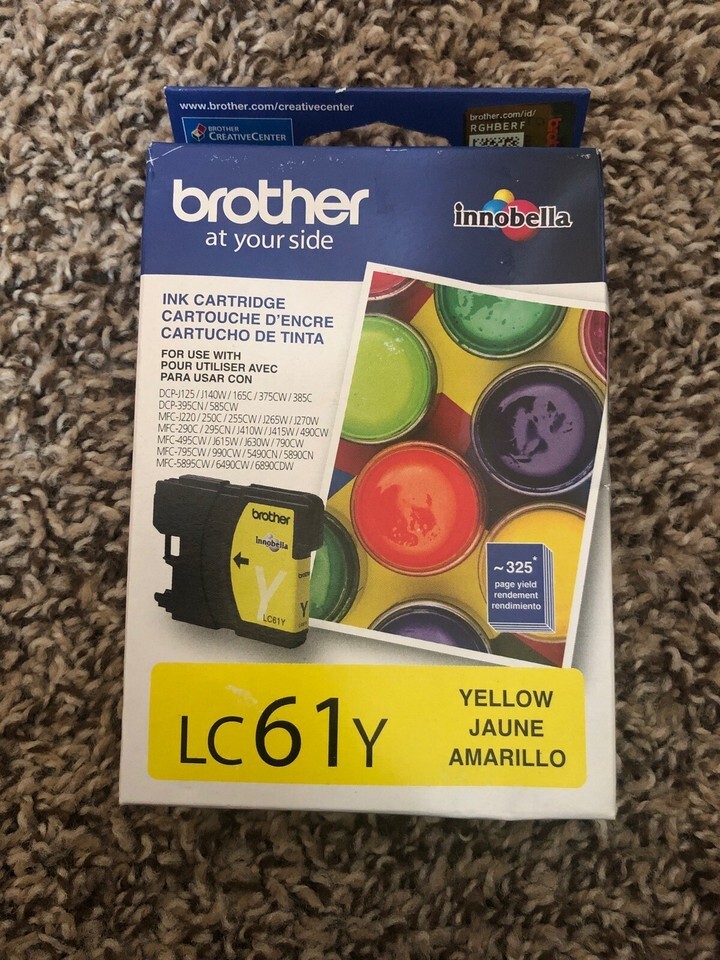 www.brother.com/creativecenter
brother.com/id/
RGHBERF
BROTHER
CREATIVECENTER
brother
at your side
innobella
INK CARTRIDGE
CARTOUCHE D'ENCRE
CARTUCHO DE TINTA
FOR USE WITH
POUR UTILISER AVEC
PARA USAR CON
DCP-J125 / J140W / 165C / 375CW / 385C
DCP-395CN / 585CW
MFC-J220 / 250C / 255CW / J265W / J270W
MFC-290C / 295CN / J410W / J415W / 490CW
MFC-495CW / J615W / J630W / 790CW
MFC-795CW / 990CW / 5490CN / 5890CN
MFC-5895CW / 6490CW / 6890CDW
brother
innobella
Y
LC61Y
Y
~325*
page yield
rendement
rendimiento
LC61Y
YELLOW
JAUNE
AMARILLO